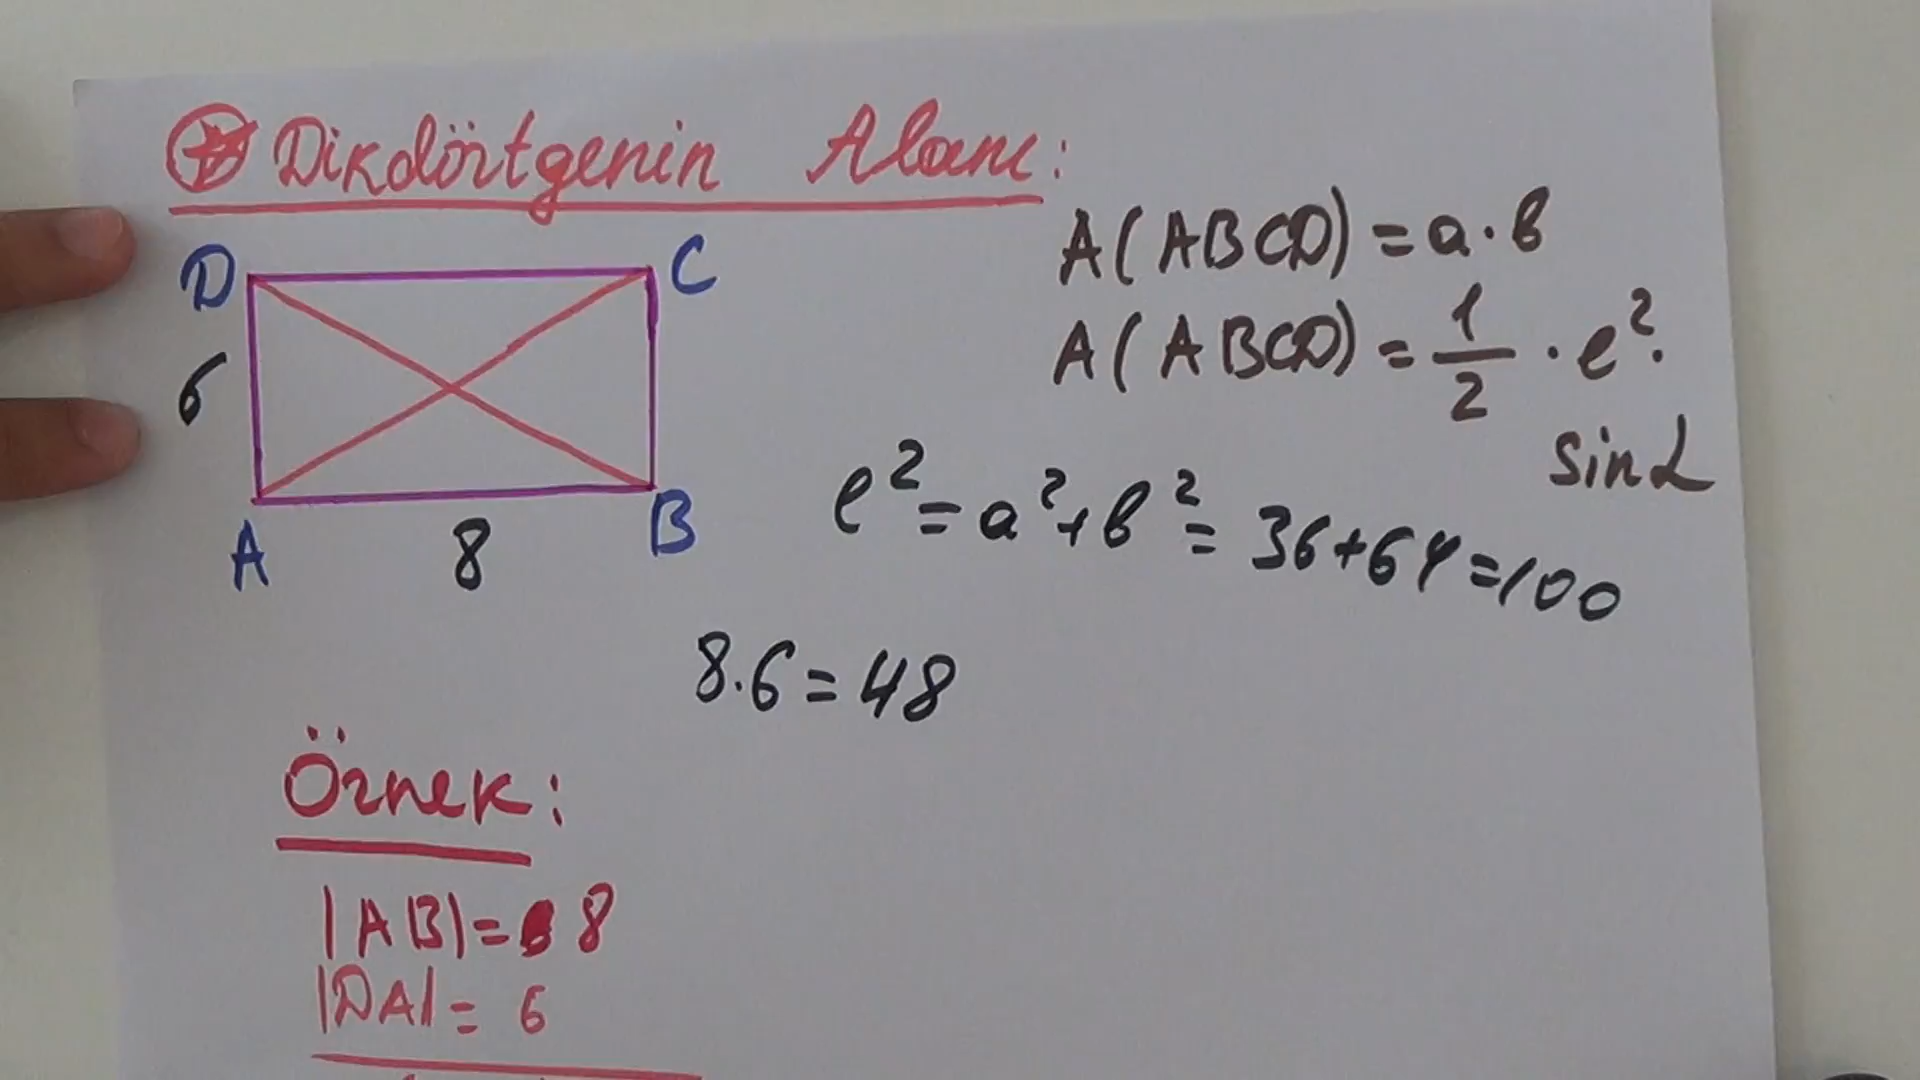 Dikdörtgenin Alanı:
D C
6
A 8 B
A(ABCD) = a·b
A(ABCD) = 1/2 · e²·
sinα
e² = a² + b² = 36+64=100
8.6=48
Örnek:
|AB|= 8
|DA|= 6